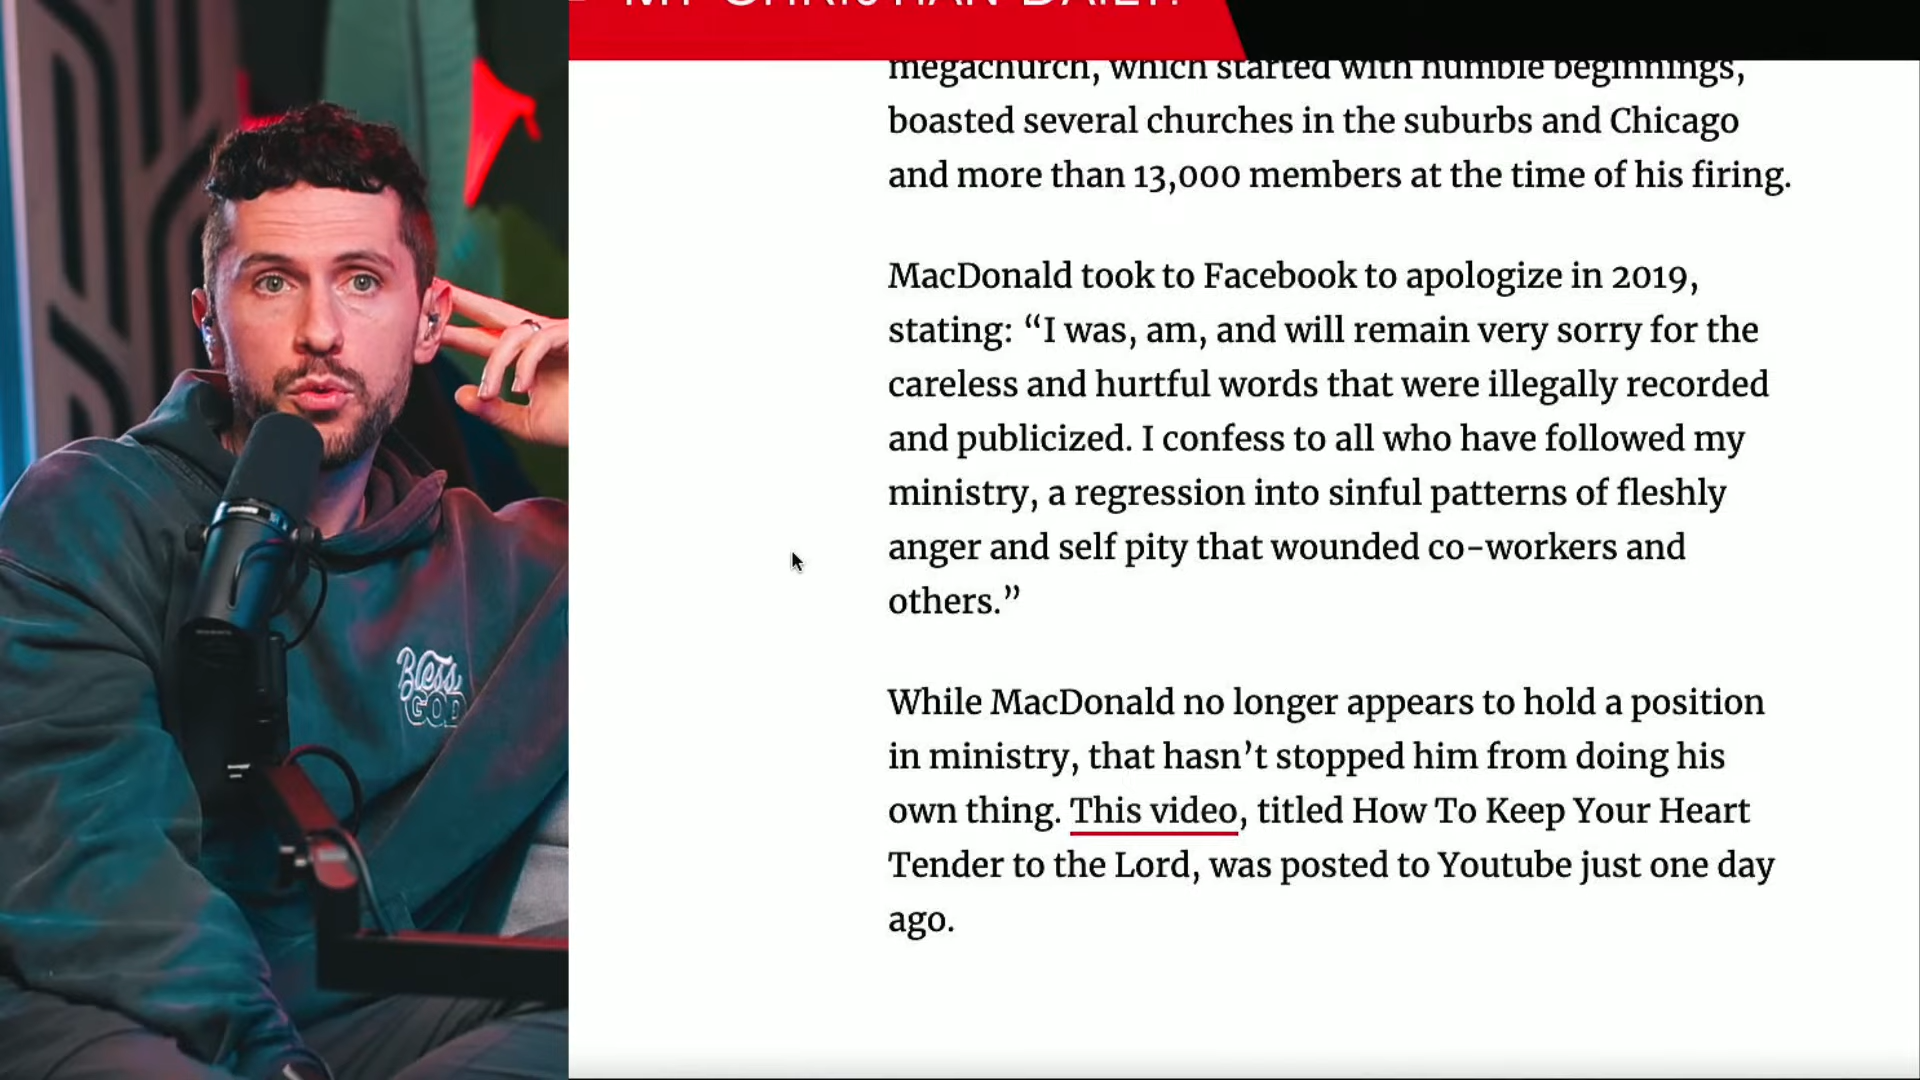 MY CHRISTIAN DAILY.
megachurch, which started with humble beginnings,
boasted several churches in the suburbs and Chicago
and more than 13,000 members at the time of his firing.
MacDonald took to Facebook to apologize in 2019,
stating: “I was, am, and will remain very sorry for the
careless and hurtful words that were illegally recorded
and publicized. I confess to all who have followed my
ministry, a regression into sinful patterns of fleshly
anger and self pity that wounded co-workers and
others.”
While MacDonald no longer appears to hold a position
in ministry, that hasn’t stopped him from doing his
own thing. This video, titled How To Keep Your Heart
Tender to the Lord, was posted to Youtube just one day
ago.
Bless
GOD